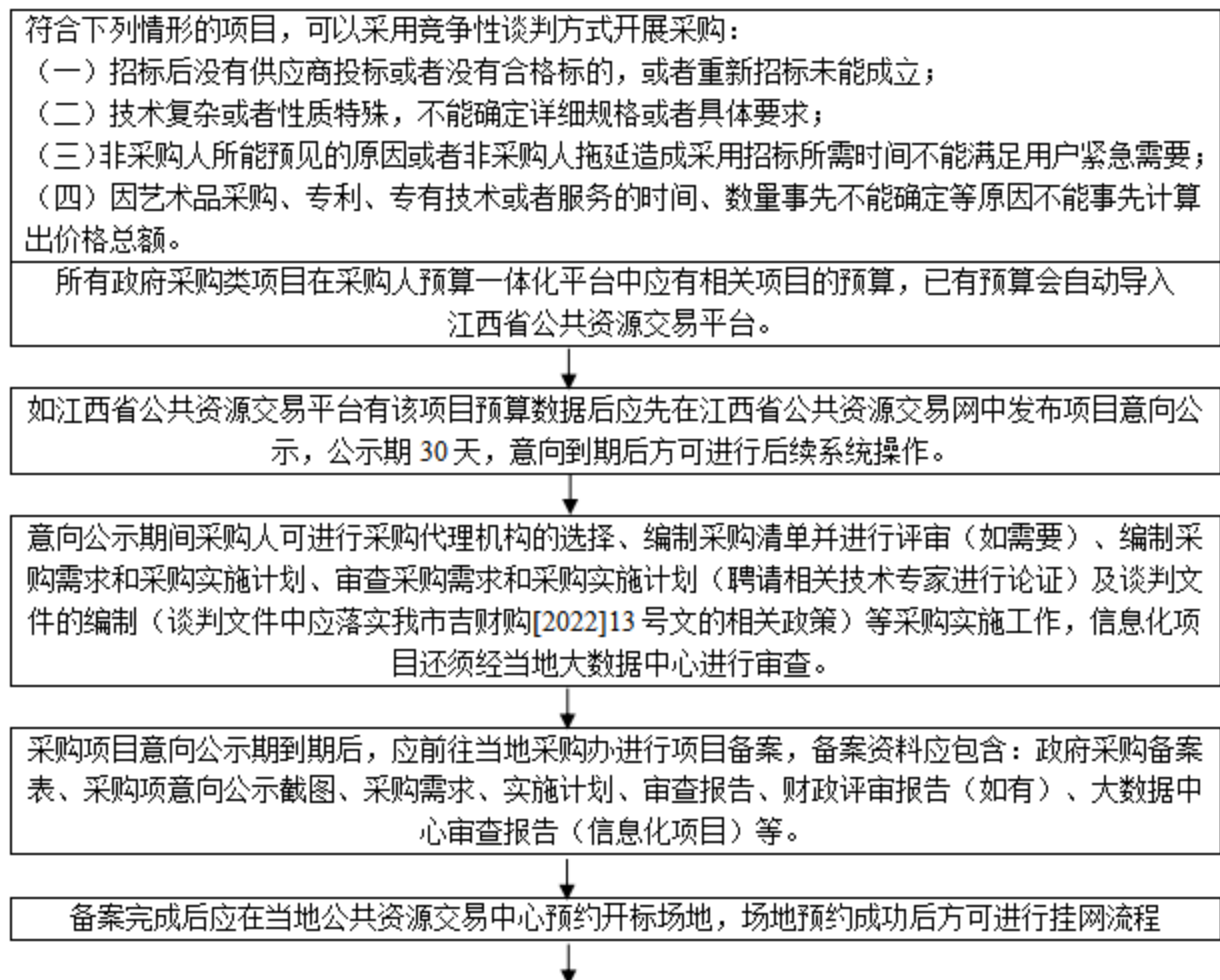 符合下列情形的项目，可以采用竞争性谈判方式开展采购：
（一）招标后没有供应商投标或者没有合格标的，或者重新招标未能成立；
（二）技术复杂或者性质特殊，不能确定详细规格或者具体要求；
（三）非采购人所能预见的原因或者非采购人拖延造成采用招标所需时间不能满足用户紧急需要；
（四）因艺术品采购、专利、专有技术或者服务的时间、数量事先不能确定等原因不能事先计算
出价格总额。
所有政府采购类项目在采购人预算一体化平台中应有相关项目的预算，已有预算会自动导入
江西省公共资源交易平台。
如江西省公共资源交易平台有该项目预算数据后应先在江西省公共资源交易网中发布项目意向公
示，公示期 30 天，意向到期后方可进行后续系统操作。
意向公示期间采购人可进行采购代理机构的选择、编制采购清单并进行评审（如需要）、编制采
购需求和采购实施计划、审查采购需求和采购实施计划（聘请相关技术专家进行论证）及谈判文
件的编制（谈判文件中应落实我市吉财购[2022]13 号文的相关政策）等采购实施工作，信息化项
目还须经当地大数据中心进行审查。
采购项目意向公示期到期后，应前往当地采购办进行项目备案，备案资料应包含：政府采购备案
表、采购项意向公示截图、采购需求、实施计划、审查报告、财政评审报告（如有）、大数据中
心审查报告（信息化项目）等。
备案完成后应在当地公共资源交易中心预约开标场地，场地预约成功后方可进行挂网流程